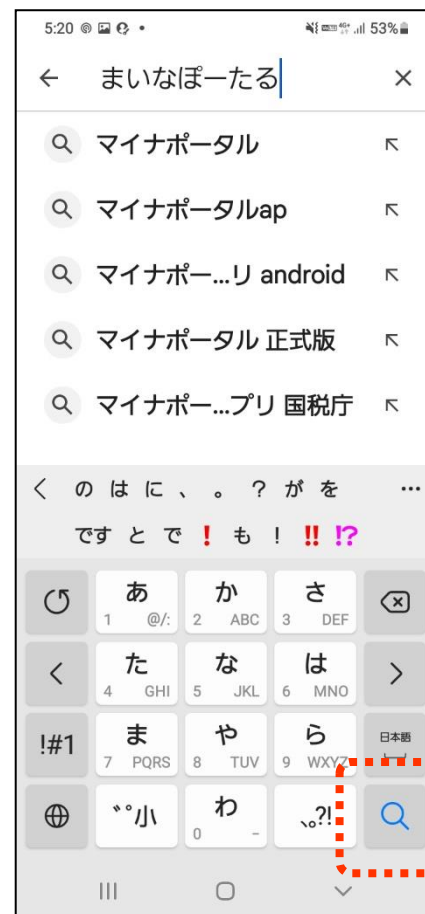 5:20
4G+ 53%
まいなぽーたる
マイナポータル
マイナポータルap
マイナポー...リ android
マイナポータル 正式版
マイナポー...プリ 国税庁
の は に 、 。 ? が を ...
です と で ❗ も ! ‼ ⁉
あ 1 @/: か 2 ABC さ 3 DEF
た 4 GHI な 5 JKL は 6 MNO
!#1 ま 7 PQRS や 8 TUV ら 9 WXYZ 日本語
゛゜小 わ 0 - 、。?!